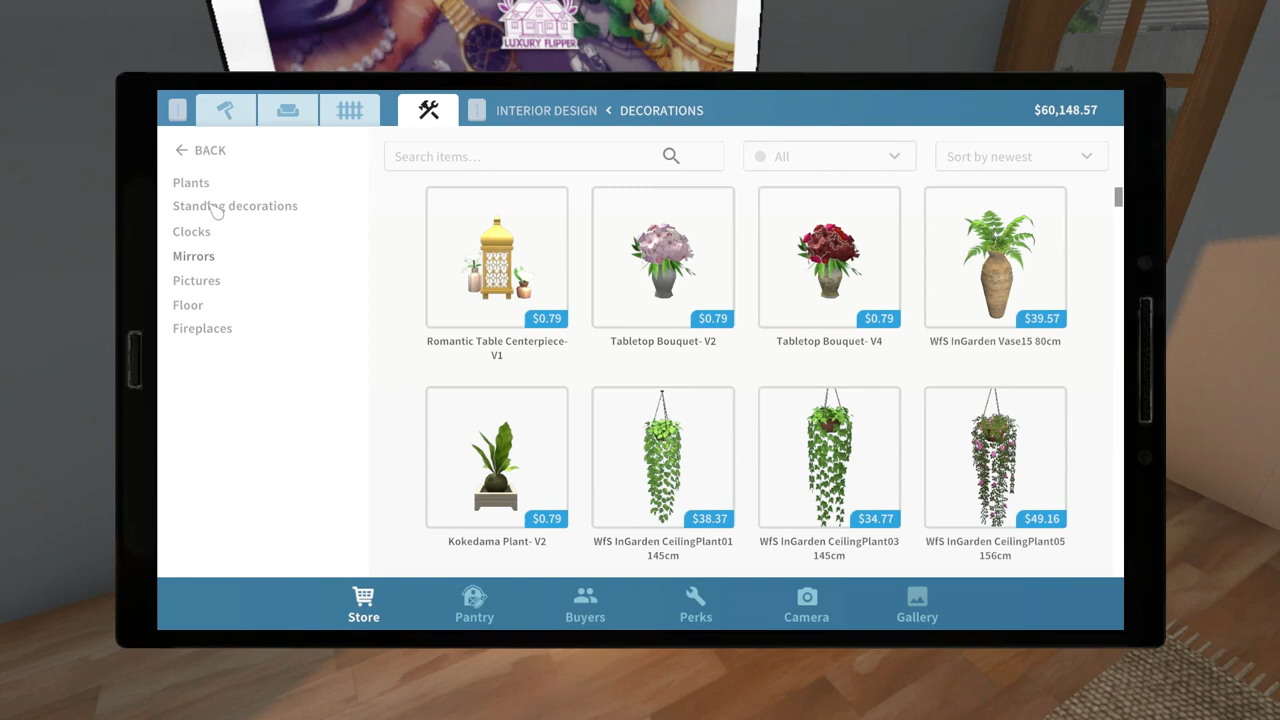 LUXURY FLIPPER
INTERIOR DESIGN < DECORATIONS
$60,148.57
BACK
Search items...
All
Sort by newest
Plants
Standing decorations
Clocks
Mirrors
Pictures
Floor
Fireplaces
$0.79
$0.79
$0.79
$39.57
Romantic Table Centerpiece-
V1
Tabletop Bouquet- V2
Tabletop Bouquet- V4
WfS InGarden Vase15 80cm
$0.79
$38.37
$34.77
$49.16
Kokedama Plant- V2
WfS InGarden CeilingPlant01
145cm
WfS InGarden CeilingPlant03
145cm
WfS InGarden CeilingPlant05
156cm
Store
Pantry
Buyers
Perks
Camera
Gallery